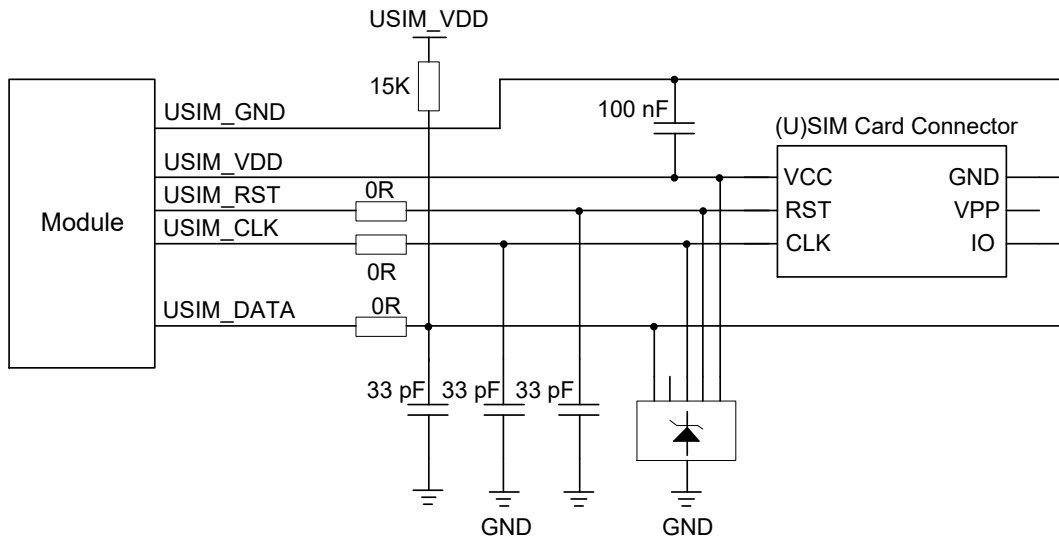 USIM_VDD
15K
USIM_GND
100 nF
(U)SIM Card Connector
USIM_VDD
VCC
GND
USIM_RST
0R
RST
VPP
Module
USIM_CLK
CLK
IO
0R
USIM_DATA
0R
33 pF
33 pF
33 pF
GND
GND